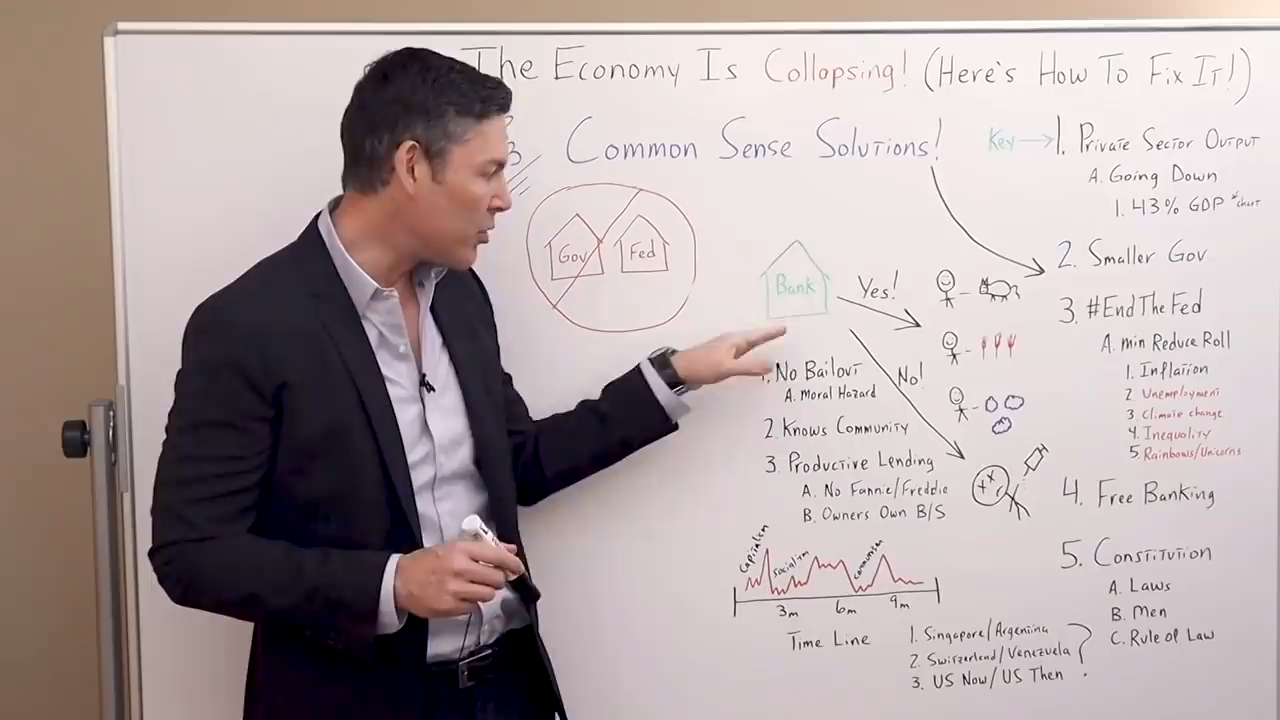 The Economy Is Collapsing! (Here's How To Fix It!)
Common Sense Solutions!
Gov
Fed
Bank
Yes!
No!
1. No Bailout
A. Moral Hazard
2. Knows Community
3. Productive Lending
A. No Fannie/Freddie
B. Owners Own B/S
Capitalism
Socialism
Communism
3m 6m 9m
Time Line
1. Singapore/Argentina
2. Switzerland/Venezuela
3. US Now/US Then
?
Key
1. Private Sector Output
A. Going Down
1. 43% GDP *chart
2. Smaller Gov
3. #EndTheFed
A. min Reduce Roll
1. Inflation
2 Unemployment
3 Climate change
4. Inequality
5. Rainbows/Unicorns
4. Free Banking
5. Constitution
A. Laws
B. Men
C. Rule of Law